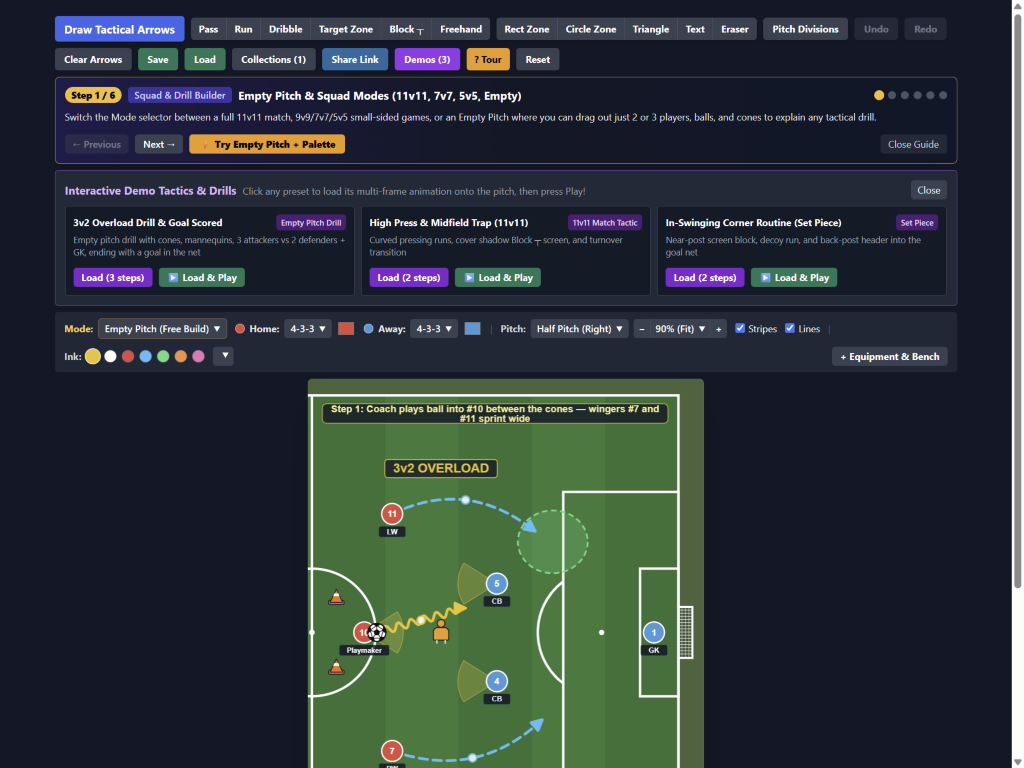 Draw Tactical Arrows Pass Run Dribble Target Zone Block ┬ Freehand Rect Zone Circle Zone Triangle Text Eraser Pitch Divisions Undo Redo
Clear Arrows Save Load Collections (1) Share Link Demos (3) ? Tour Reset
Step 1 / 6 Squad & Drill Builder Empty Pitch & Squad Modes (11v11, 7v7, 5v5, Empty)
Switch the Mode selector between a full 11v11 match, 9v9/7v7/5v5 small-sided games, or an Empty Pitch where you can drag out just 2 or 3 players, balls, and cones to explain any tactical drill.
← Previous Next → Try Empty Pitch + Palette Close Guide
Interactive Demo Tactics & Drills Click any preset to load its multi-frame animation onto the pitch, then press Play! Close
3v2 Overload Drill & Goal Scored Empty Pitch Drill
Empty pitch drill with cones, mannequins, 3 attackers vs 2 defenders +
GK, ending with a goal in the net
Load (3 steps) Load & Play
High Press & Midfield Trap (11v11) 11v11 Match Tactic
Curved pressing runs, cover shadow Block ┬ screen, and turnover
transition
Load (2 steps) Load & Play
In-Swinging Corner Routine (Set Piece) Set Piece
Near-post screen block, decoy run, and back-post header into the
goal net
Load (2 steps) Load & Play
Mode: Empty Pitch (Free Build) ▼ Home: 4-3-3 ▼ Away: 4-3-3 ▼ | Pitch: Half Pitch (Right) ▼ − 90% (Fit) ▼ + Stripes Lines |
Ink: ▼ + Equipment & Bench
Step 1: Coach plays ball into #10 between the cones — wingers #7 and
#11 sprint wide
3v2 OVERLOAD
11
LW
5
CB
10
Playmaker
1
GK
4
CB
7